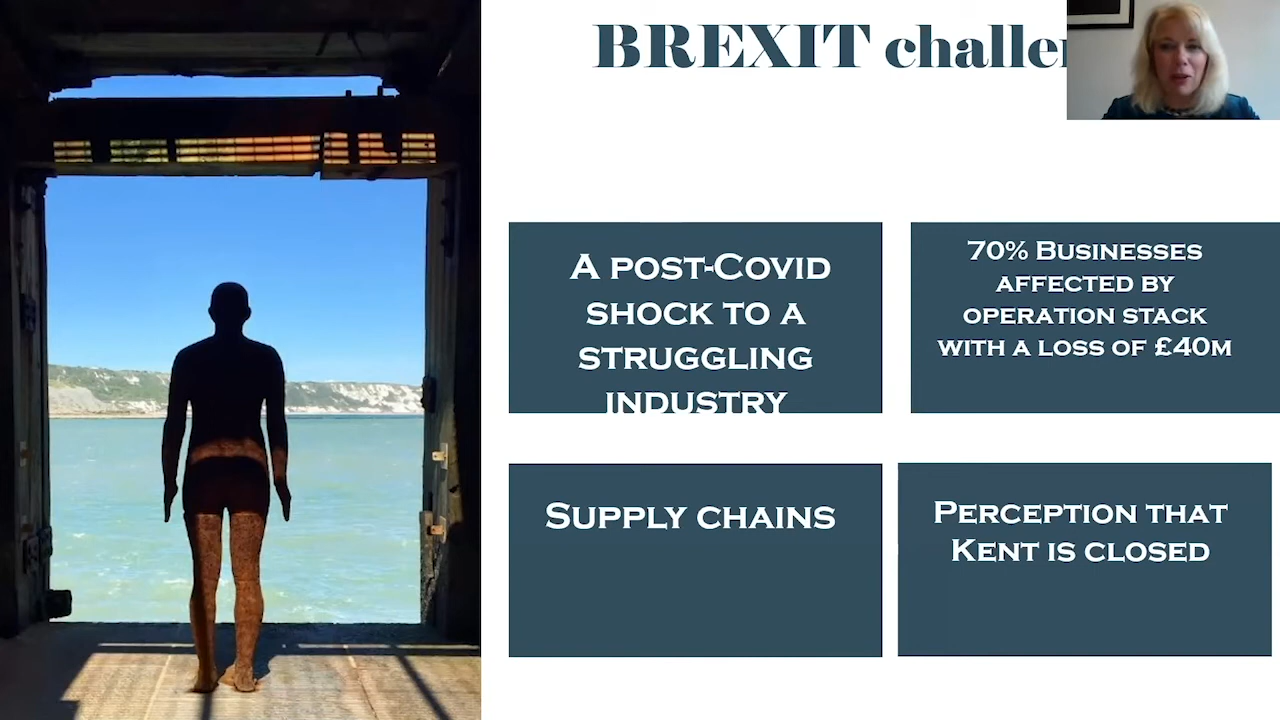 BREXIT challen
A POST-COVID
SHOCK TO A
STRUGGLING
INDUSTRY
70% BUSINESSES
AFFECTED BY
OPERATION STACK
WITH A LOSS OF £40M
SUPPLY CHAINS
PERCEPTION THAT
KENT IS CLOSED